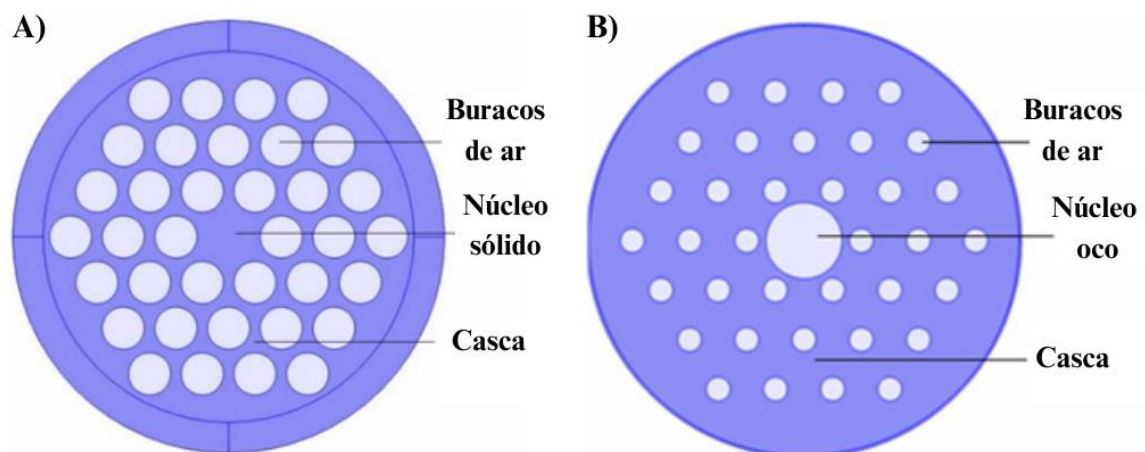 A)
Buracos
de ar
Núcleo
sólido
Casca
B)
Buracos
de ar
Núcleo
oco
Casca